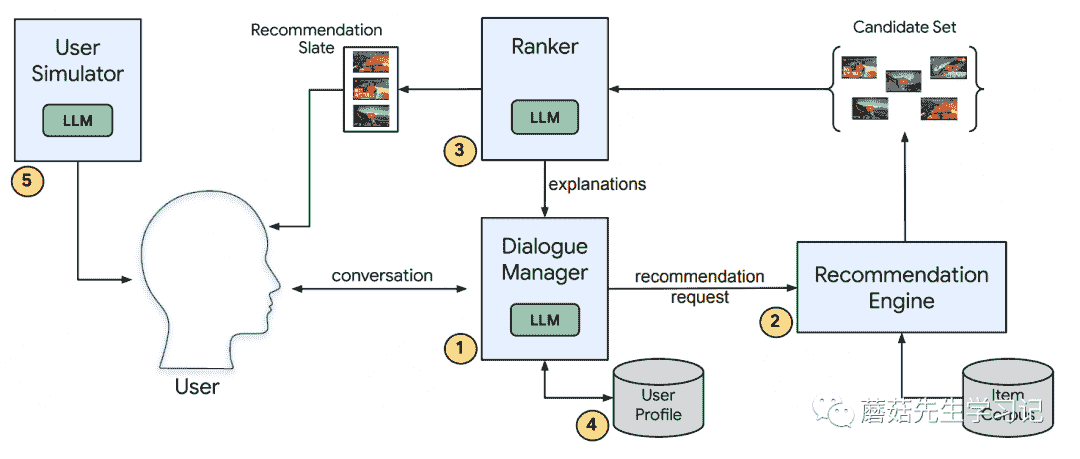 User
Simulator
LLM
5
Recommendation
Slate
Ranker
LLM
3
Candidate Set
explanations
Dialogue
Manager
LLM
1
conversation
recommendation
request
Recommendation
Engine
2
User
User
Profile
4
Item
Corpus
蘑菇先生学习记